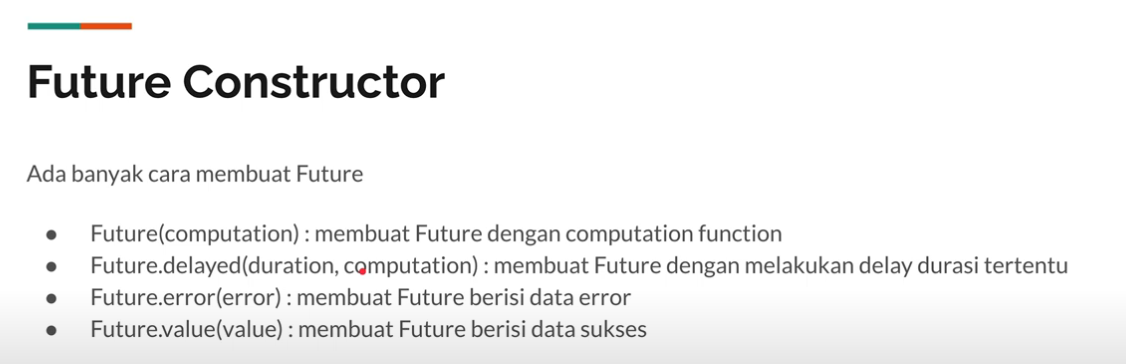 Future Constructor
Ada banyak cara membuat Future
● Future(computation) : membuat Future dengan computation function
● Future.delayed(duration, computation) : membuat Future dengan melakukan delay durasi tertentu
● Future.error(error) : membuat Future berisi data error
● Future.value(value) : membuat Future berisi data sukses